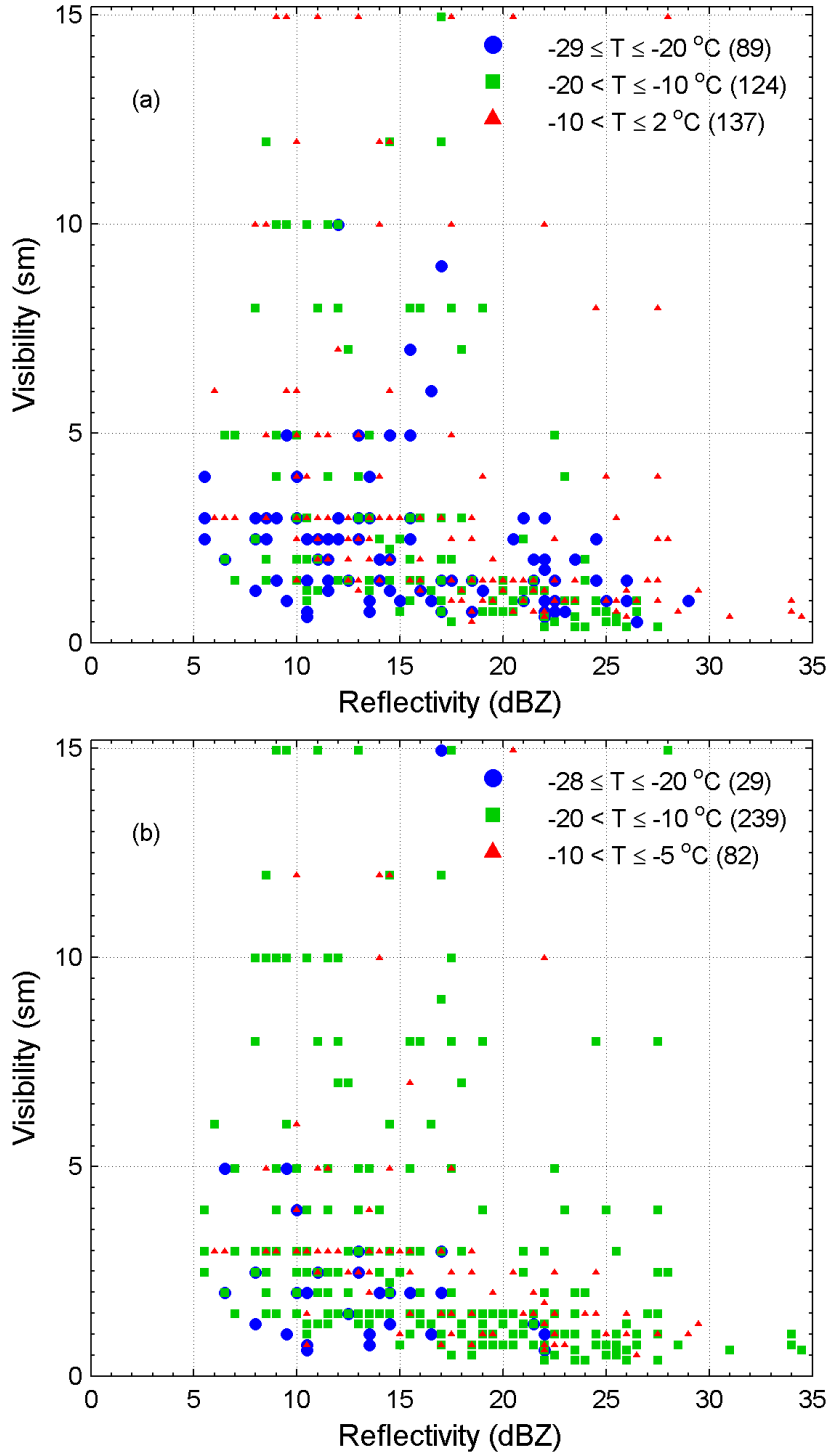 15
-29 ≤ T ≤ -20 °C (89)
-20 < T ≤ -10 °C (124)
(a)
-10 < T ≤ 2 °C (137)
10
Visibility (sm)
5
0
0 5 10 15 20 25 30 35
Reflectivity (dBZ)
15
-28 ≤ T ≤ -20 °C (29)
-20 < T ≤ -10 °C (239)
(b)
-10 < T ≤ -5 °C (82)
10
Visibility (sm)
5
0
0 5 10 15 20 25 30 35
Reflectivity (dBZ)